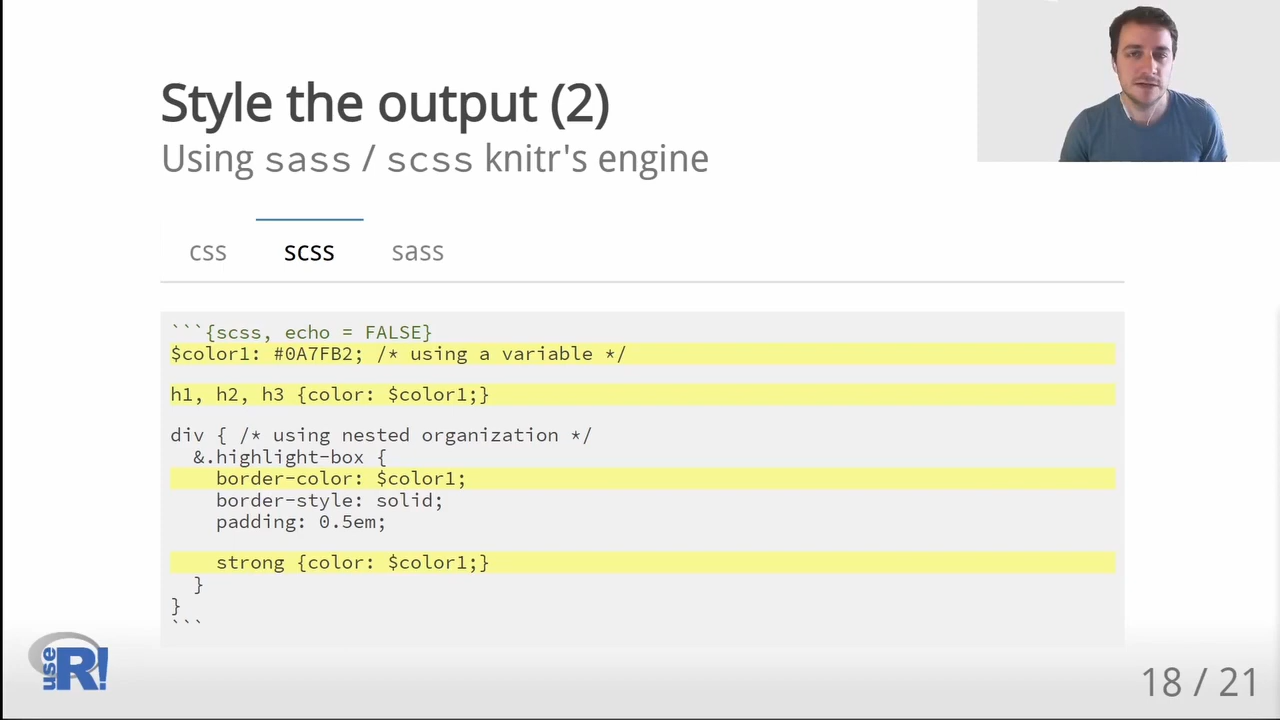 Style the output (2)
Using sass / scss knitr's engine
css scss sass
```{scss, echo = FALSE}
$color1: #0A7FB2; /* using a variable */
h1, h2, h3 {color: $color1;}
div { /* using nested organization */
&.highlight-box {
border-color: $color1;
border-style: solid;
padding: 0.5em;
strong {color: $color1;}
}
}
```
use R!
18 / 21